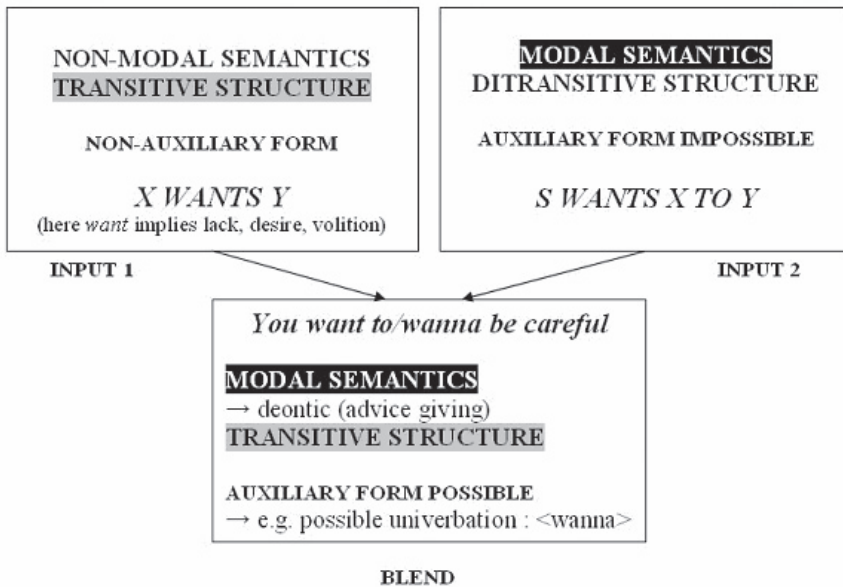 NON-MODAL SEMANTICS
TRANSITIVE STRUCTURE
NON-AUXILIARY FORM
X WANTS Y
(here want implies lack, desire, volition)
INPUT 1
MODAL SEMANTICS
DITRANSITIVE STRUCTURE
AUXILIARY FORM IMPOSSIBLE
S WANTS X TO Y
INPUT 2
You want to/wanna be careful
MODAL SEMANTICS
→ deontic (advice giving)
TRANSITIVE STRUCTURE
AUXILIARY FORM POSSIBLE
→ e.g. possible univerbation : <wanna>
BLEND